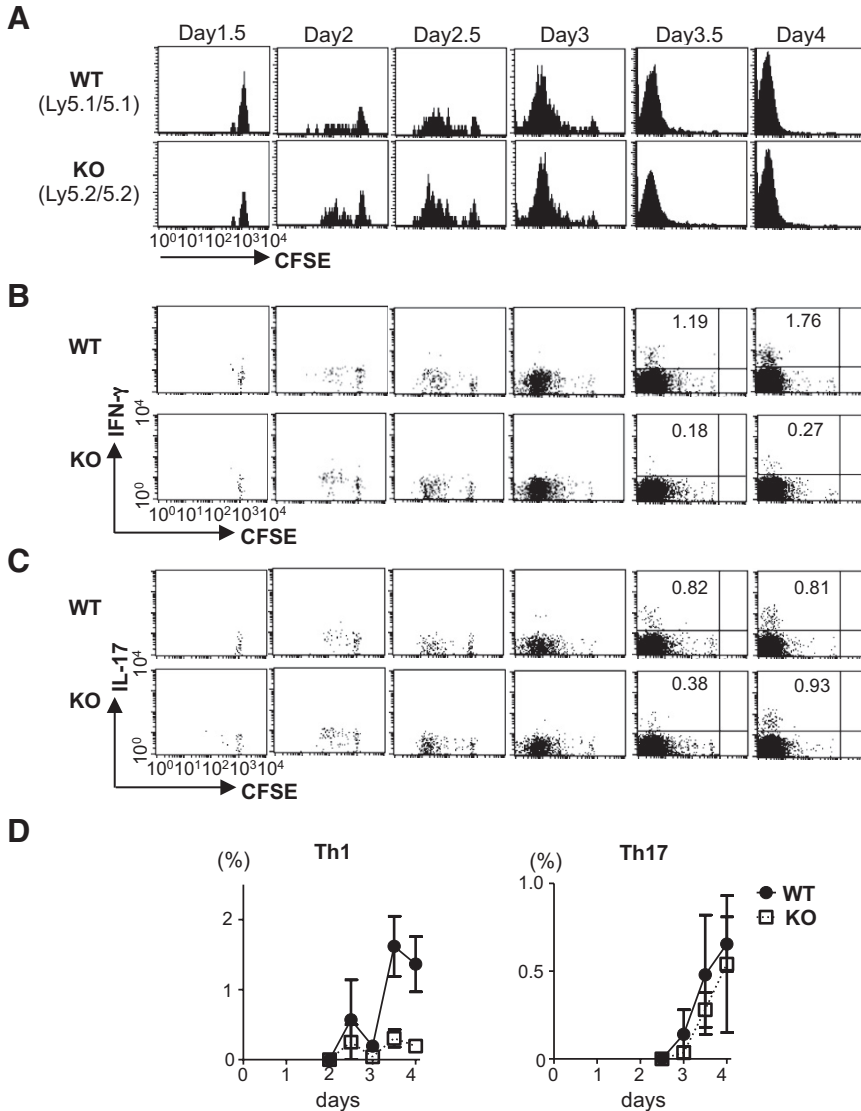 A
Day1.5 Day2 Day2.5 Day3 Day3.5 Day4
WT
(Ly5.1/5.1)
KO
(Ly5.2/5.2)
10⁰10¹10²10³10⁴
CFSE
B
WT
1.19 1.76
KO
0.18 0.27
IFN-γ
10⁰ 10⁴
10⁰10¹10²10³10⁴
CFSE
C
WT
0.82 0.81
KO
0.38 0.93
IL-17
10⁰ 10⁴
10⁰10¹10²10³10⁴
CFSE
D
Th1
(%)
2
1
0
0 1 2 3 4
days
Th17
(%)
1.0
0.5
0
0 1 2 3 4
days
WT
KO